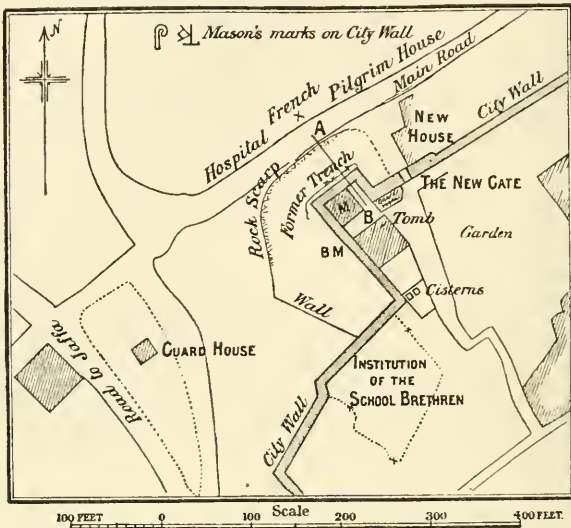 N
Mason's marks on City Wall
Hospital French Pilgrim House
Main Road
A
City Wall
NEW
HOUSE
Rock Scarp
Former Trench
THE NEW GATE
M
B
Tomb
Garden
BM
Cisterns
Wall
GUARD HOUSE
Road to Jaffa
INSTITUTION
OF THE
SCHOOL BRETHREN
City Wall
Scale
100 FEET 0 100 200 300 400 FEET.